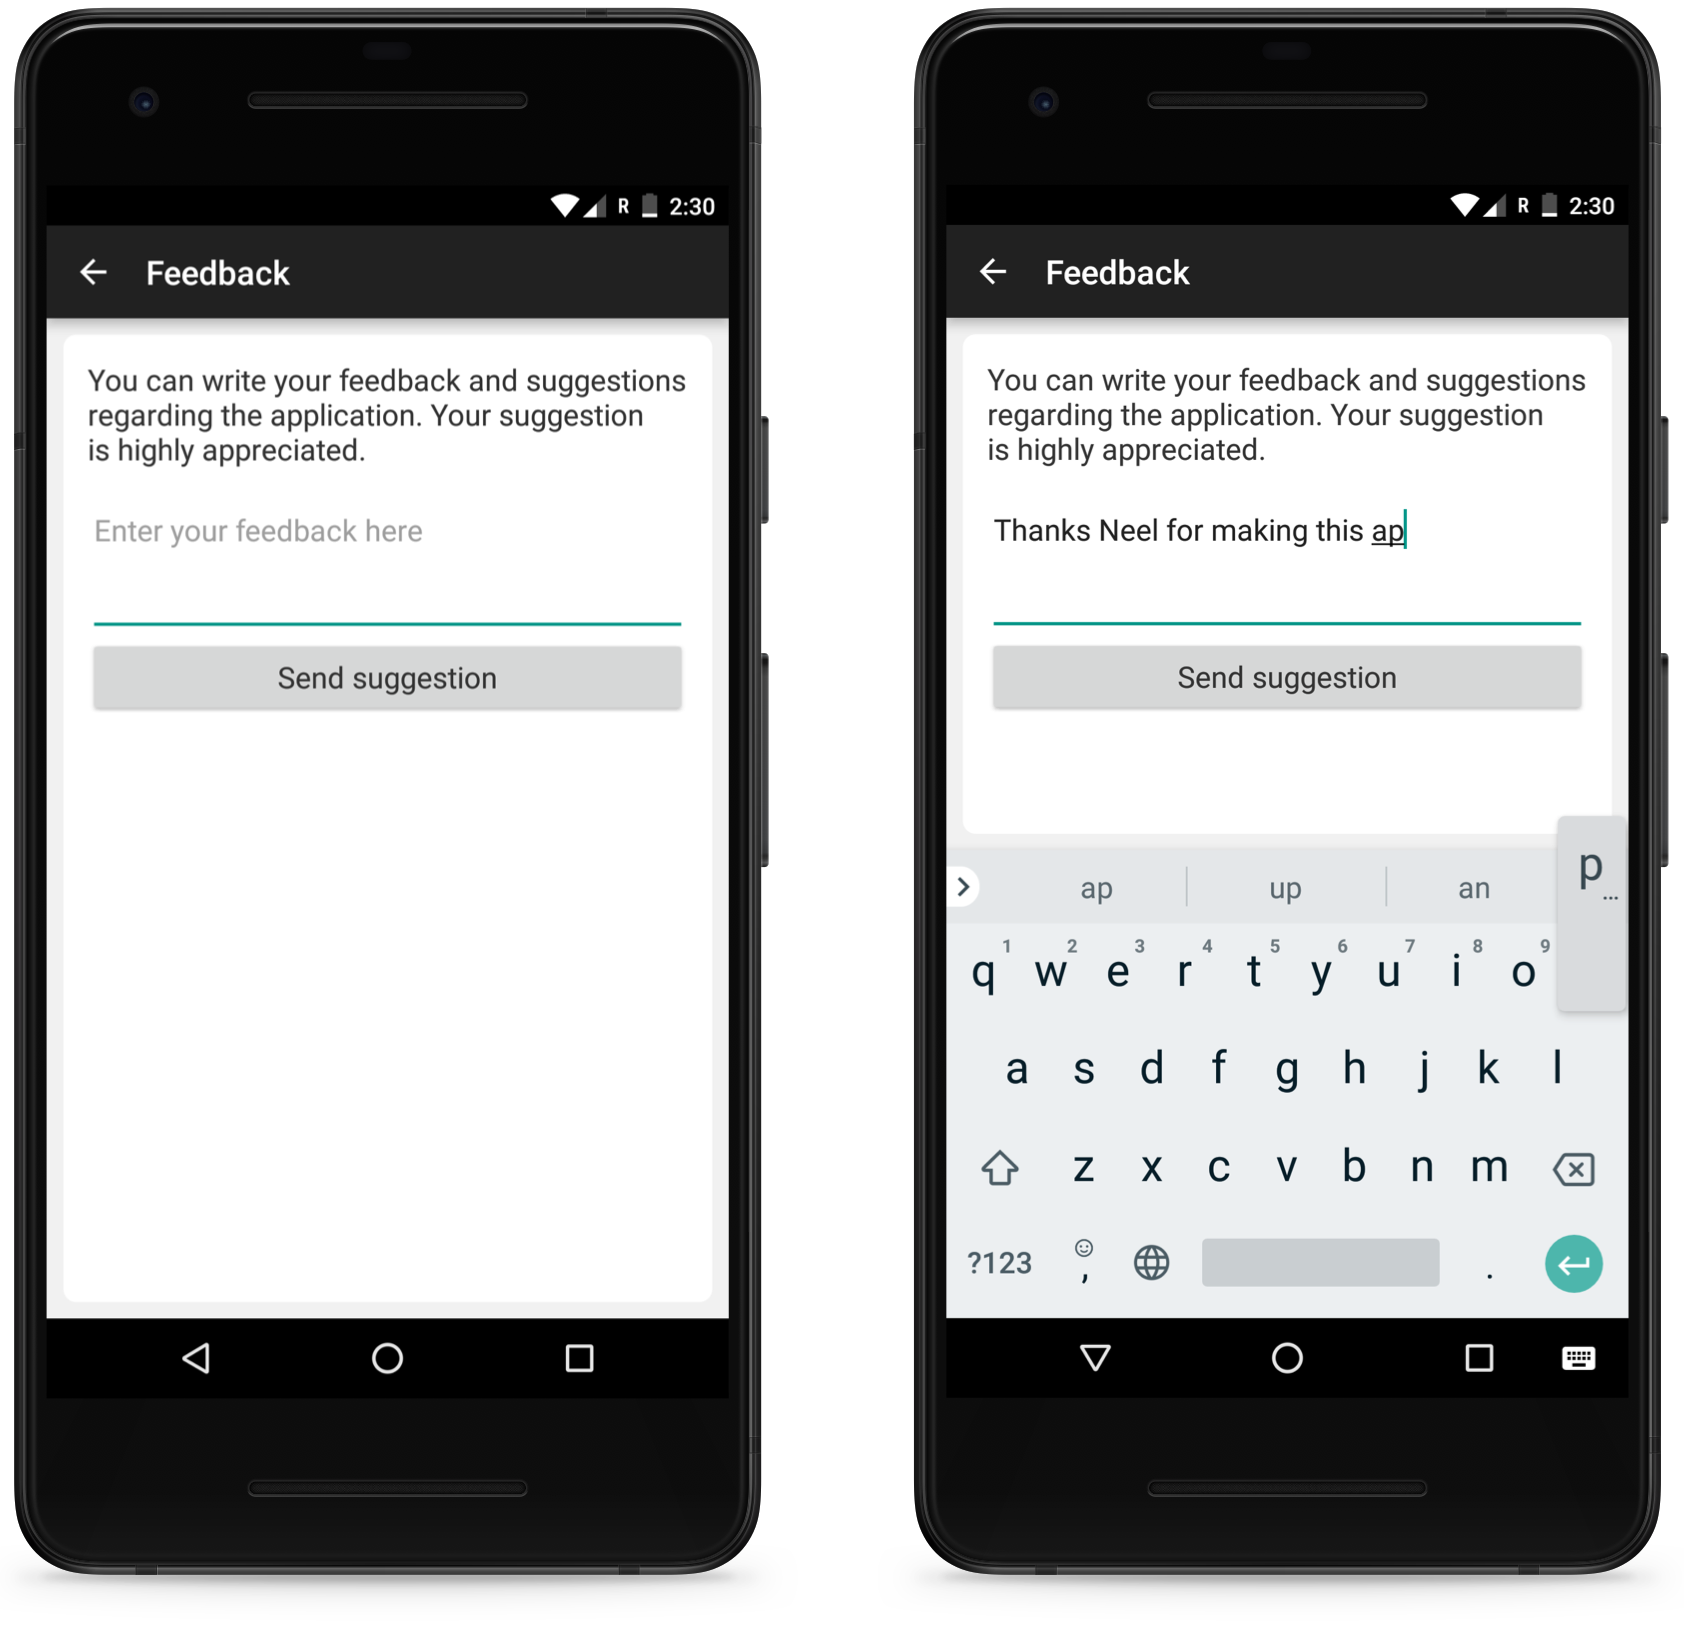 R 2:30
Feedback
You can write your feedback and suggestions
regarding the application. Your suggestion
is highly appreciated.
Enter your feedback here
Send suggestion
R 2:30
Feedback
You can write your feedback and suggestions
regarding the application. Your suggestion
is highly appreciated.
Thanks Neel for making this ap
Send suggestion
ap up an
p...
1 2 3 4 5 6 7 8 9
q w e r t y u i o
a s d f g h j k l
z x c v b n m
?123 , .